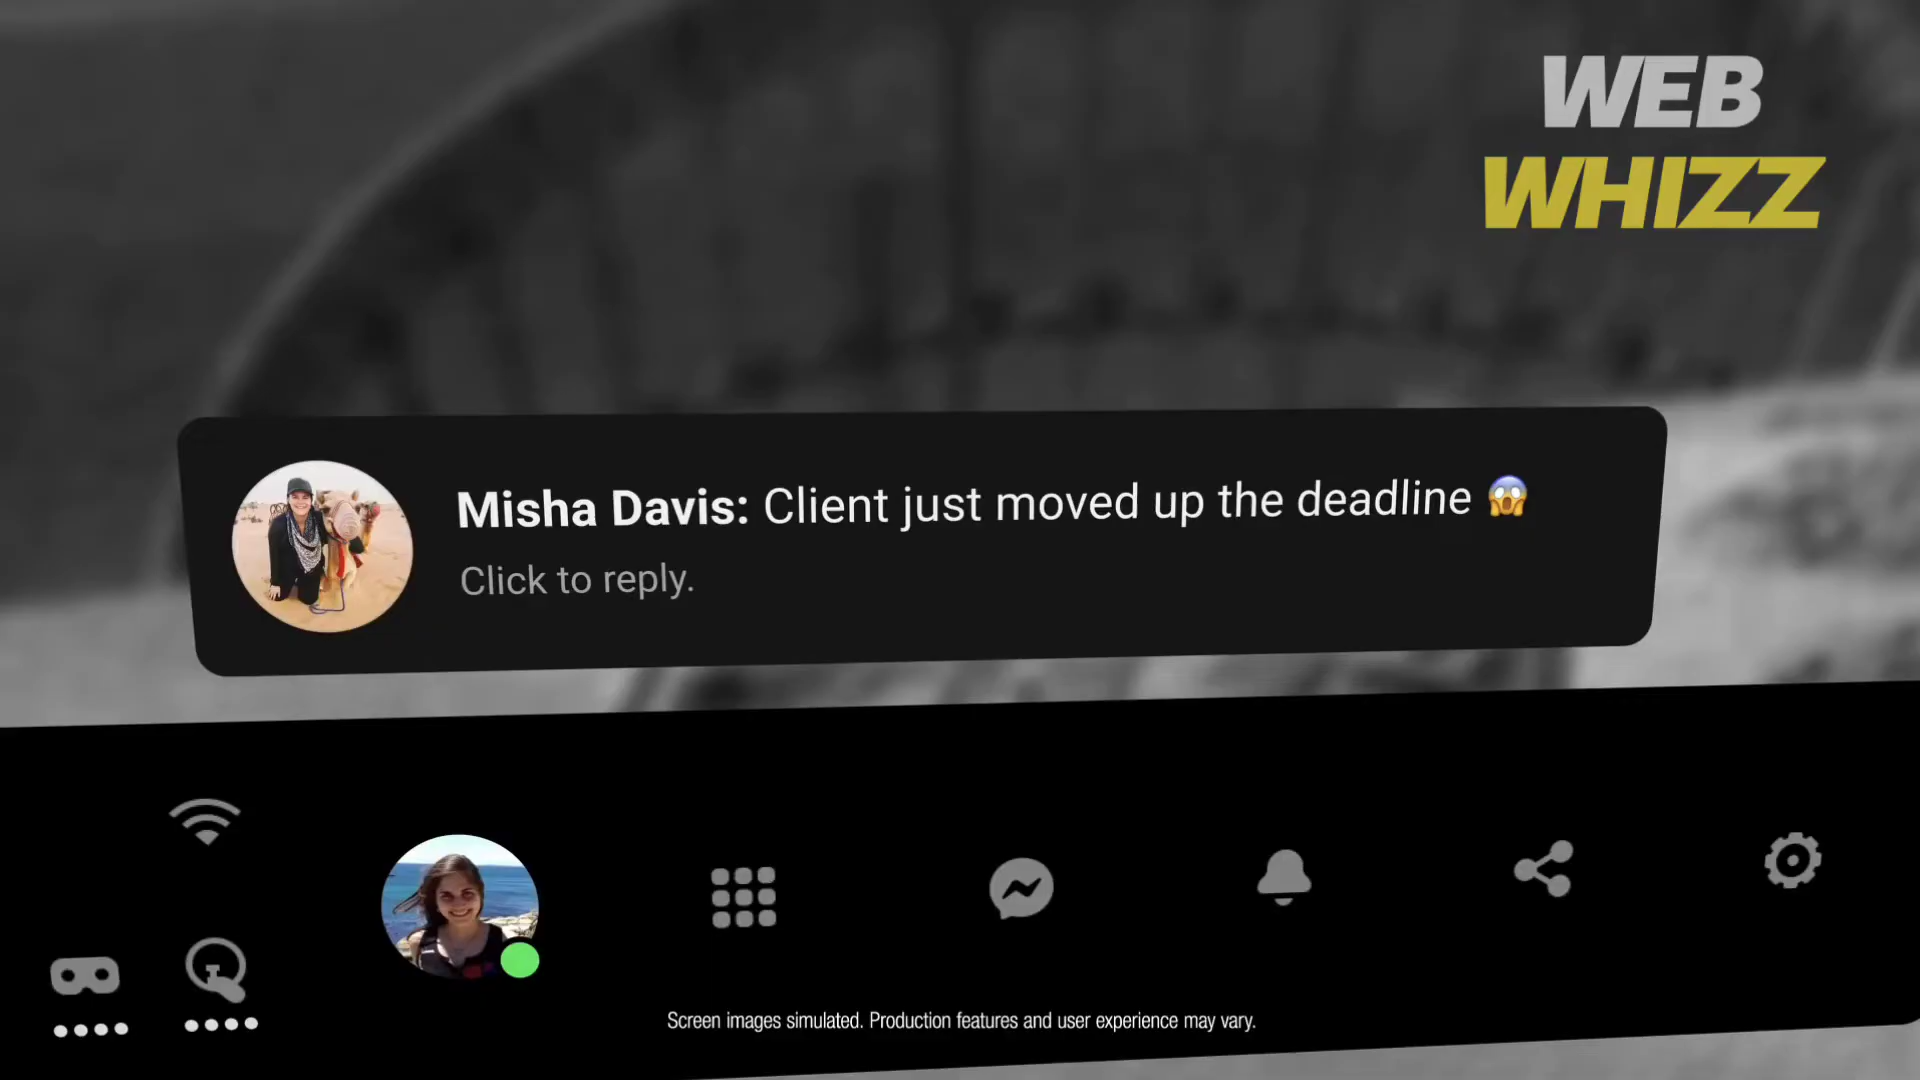 WEB
WHIZZ
Misha Davis: Client just moved up the deadline 😱
Click to reply.
Screen images simulated. Production features and user experience may vary.